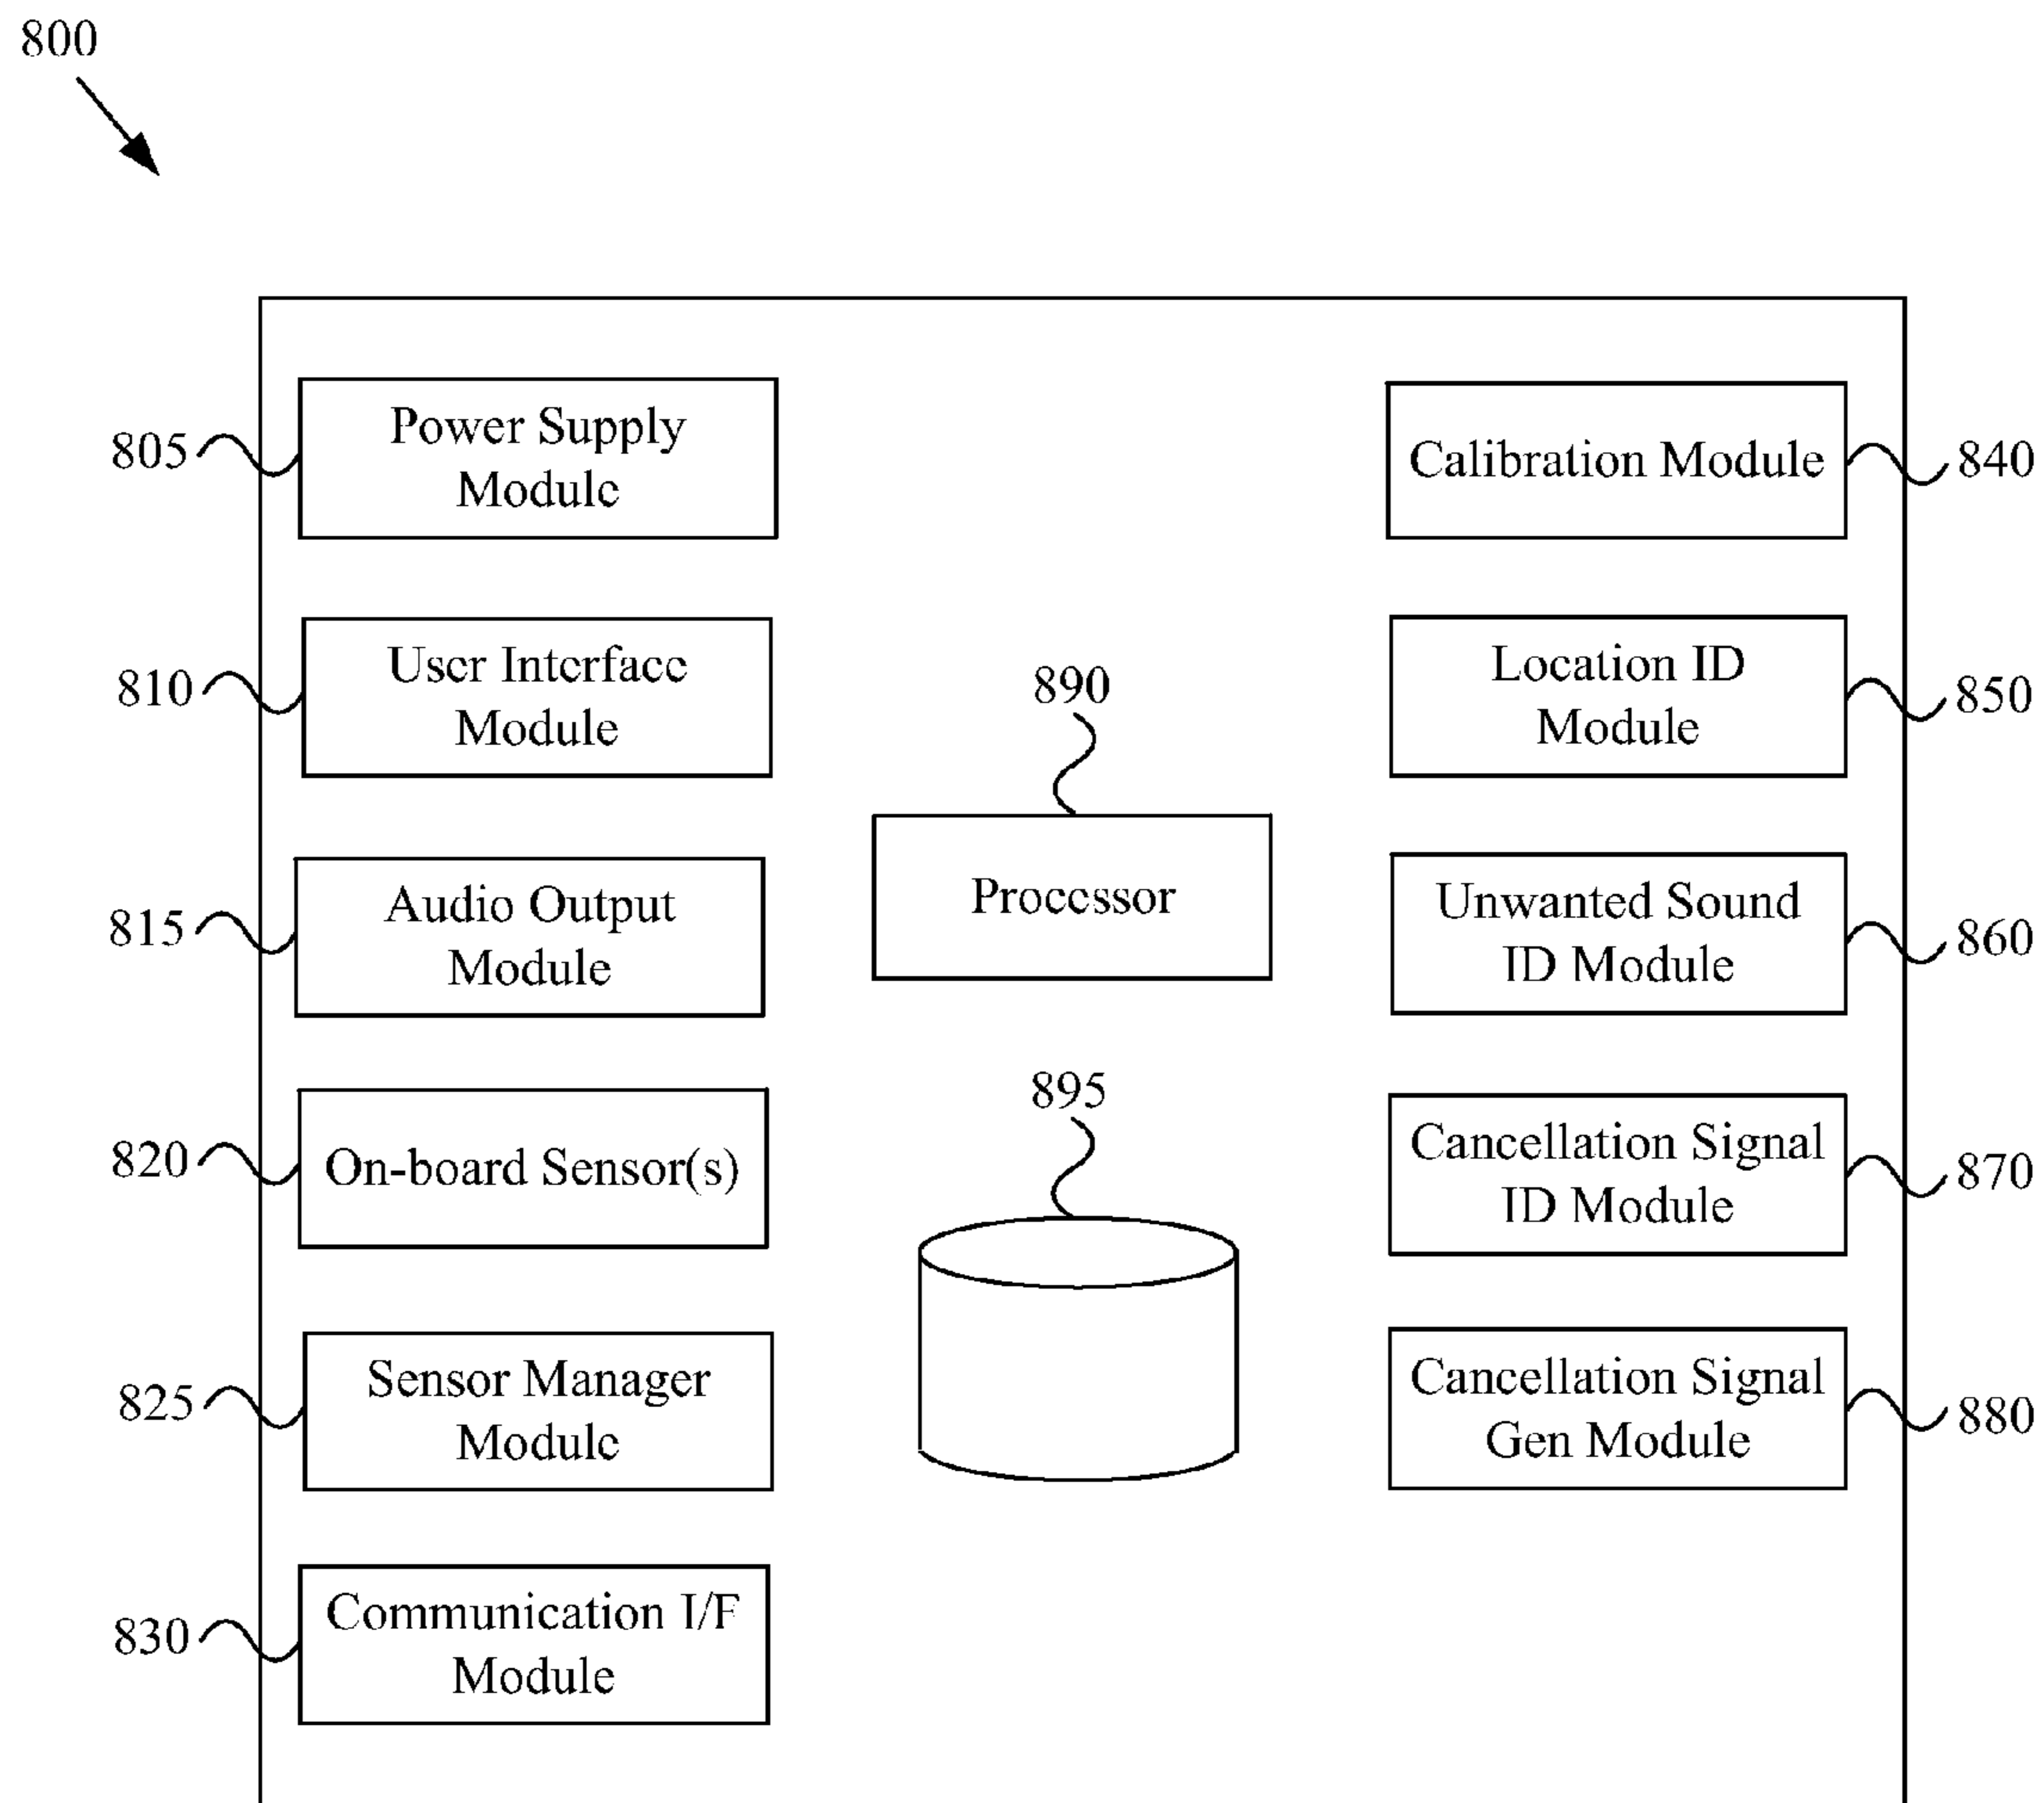 800
805
Power Supply
Module
810
User Interface
Module
815
Audio Output
Module
820
On-board Sensor(s)
825
Sensor Manager
Module
830
Communication I/F
Module
890
Processor
895
Calibration Module
840
Location ID
Module
850
Unwanted Sound
ID Module
860
Cancellation Signal
ID Module
870
Cancellation Signal
Gen Module
880